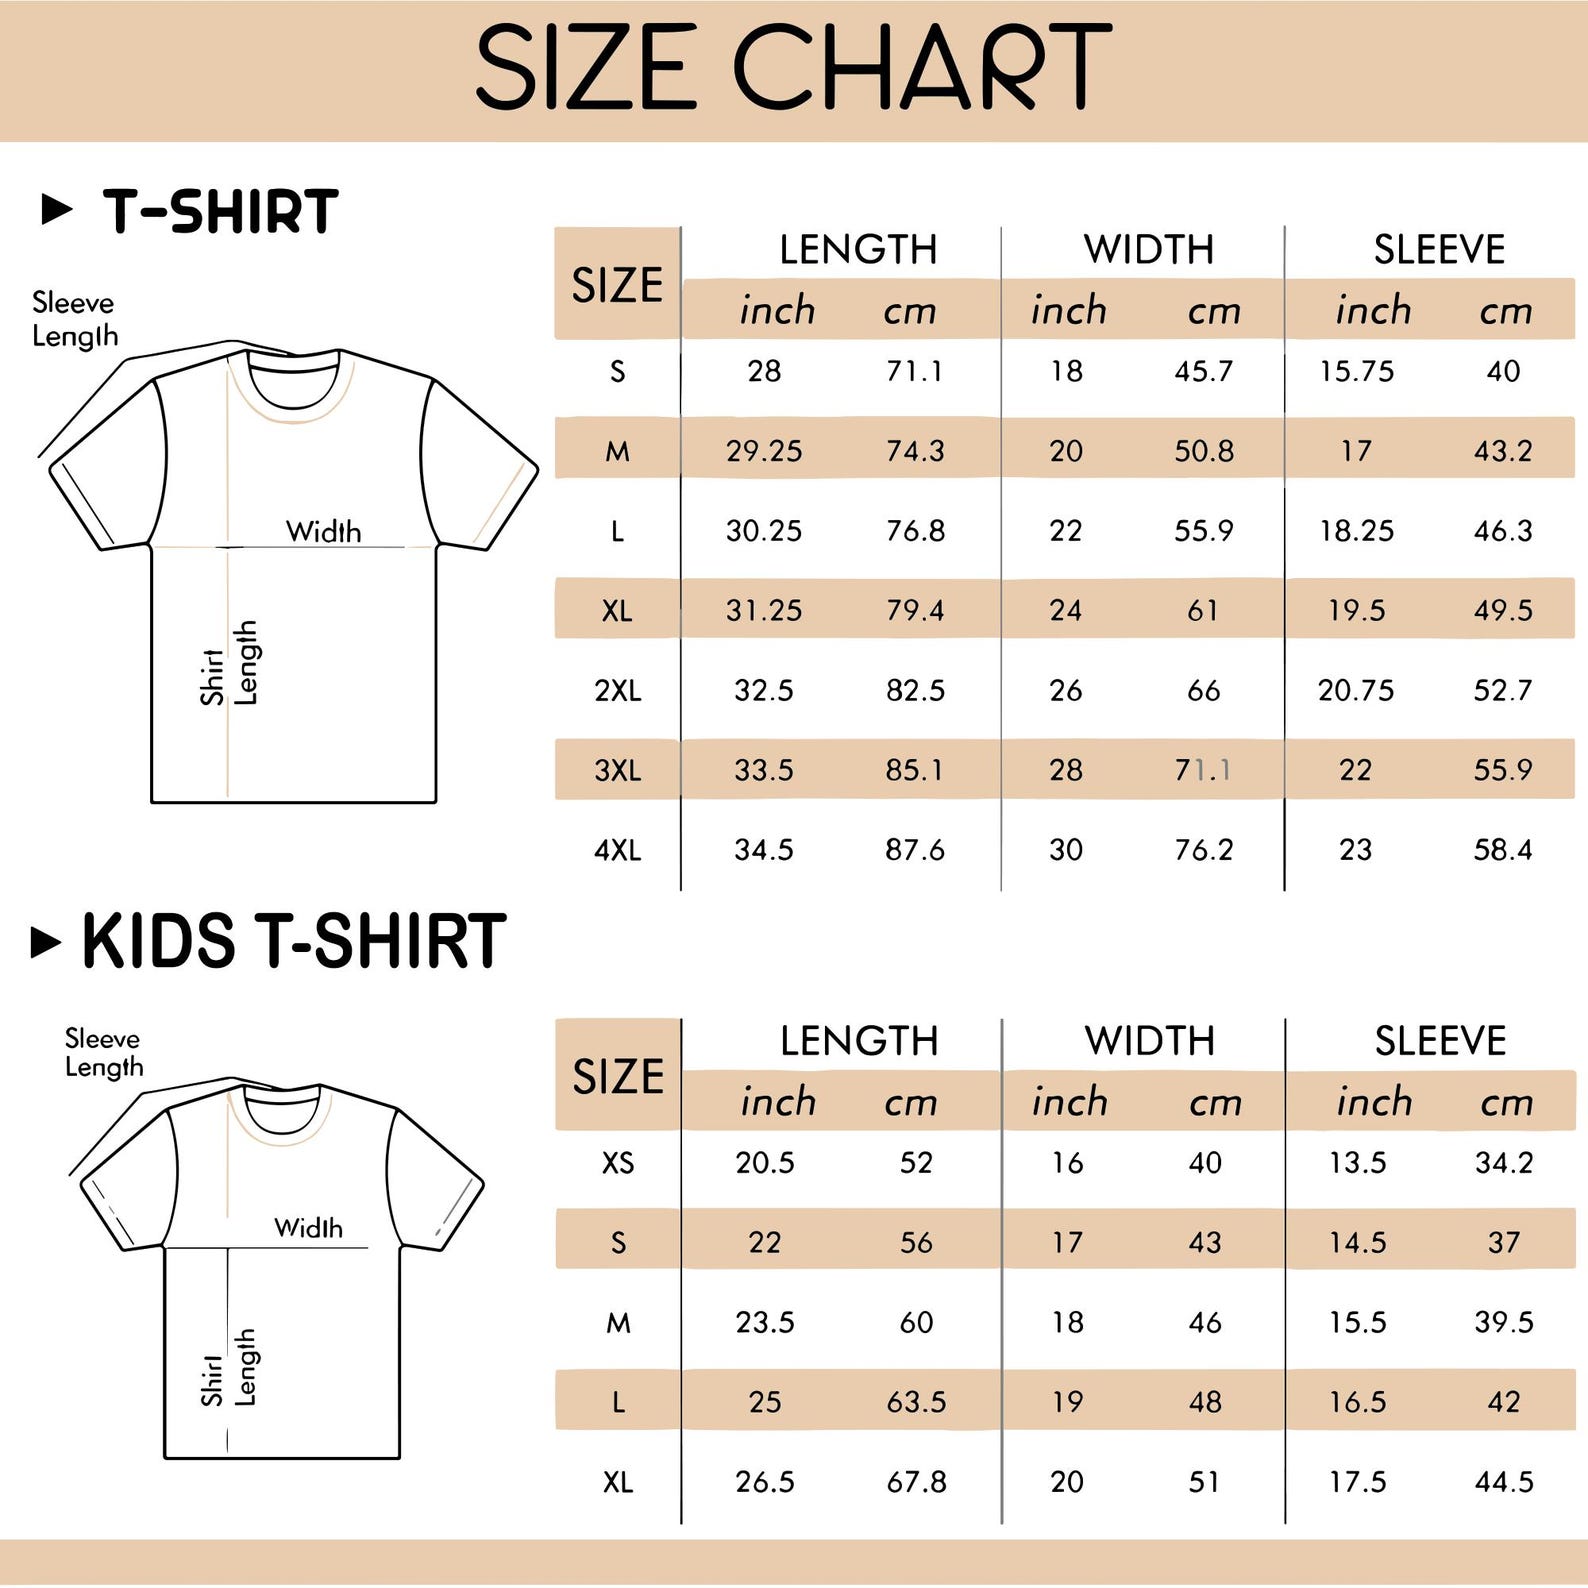 SIZE CHART
T-SHIRT
Sleeve
Length
Width
Shirt
Length
SIZE LENGTH WIDTH SLEEVE
inch cm inch cm inch cm
S 28 71.1 18 45.7 15.75 40
M 29.25 74.3 20 50.8 17 43.2
L 30.25 76.8 22 55.9 18.25 46.3
XL 31.25 79.4 24 61 19.5 49.5
2XL 32.5 82.5 26 66 20.75 52.7
3XL 33.5 85.1 28 71.1 22 55.9
4XL 34.5 87.6 30 76.2 23 58.4
KIDS T-SHIRT
Sleeve
Length
Width
Shirt
Length
SIZE LENGTH WIDTH SLEEVE
inch cm inch cm inch cm
XS 20.5 52 16 40 13.5 34.2
S 22 56 17 43 14.5 37
M 23.5 60 18 46 15.5 39.5
L 25 63.5 19 48 16.5 42
XL 26.5 67.8 20 51 17.5 44.5